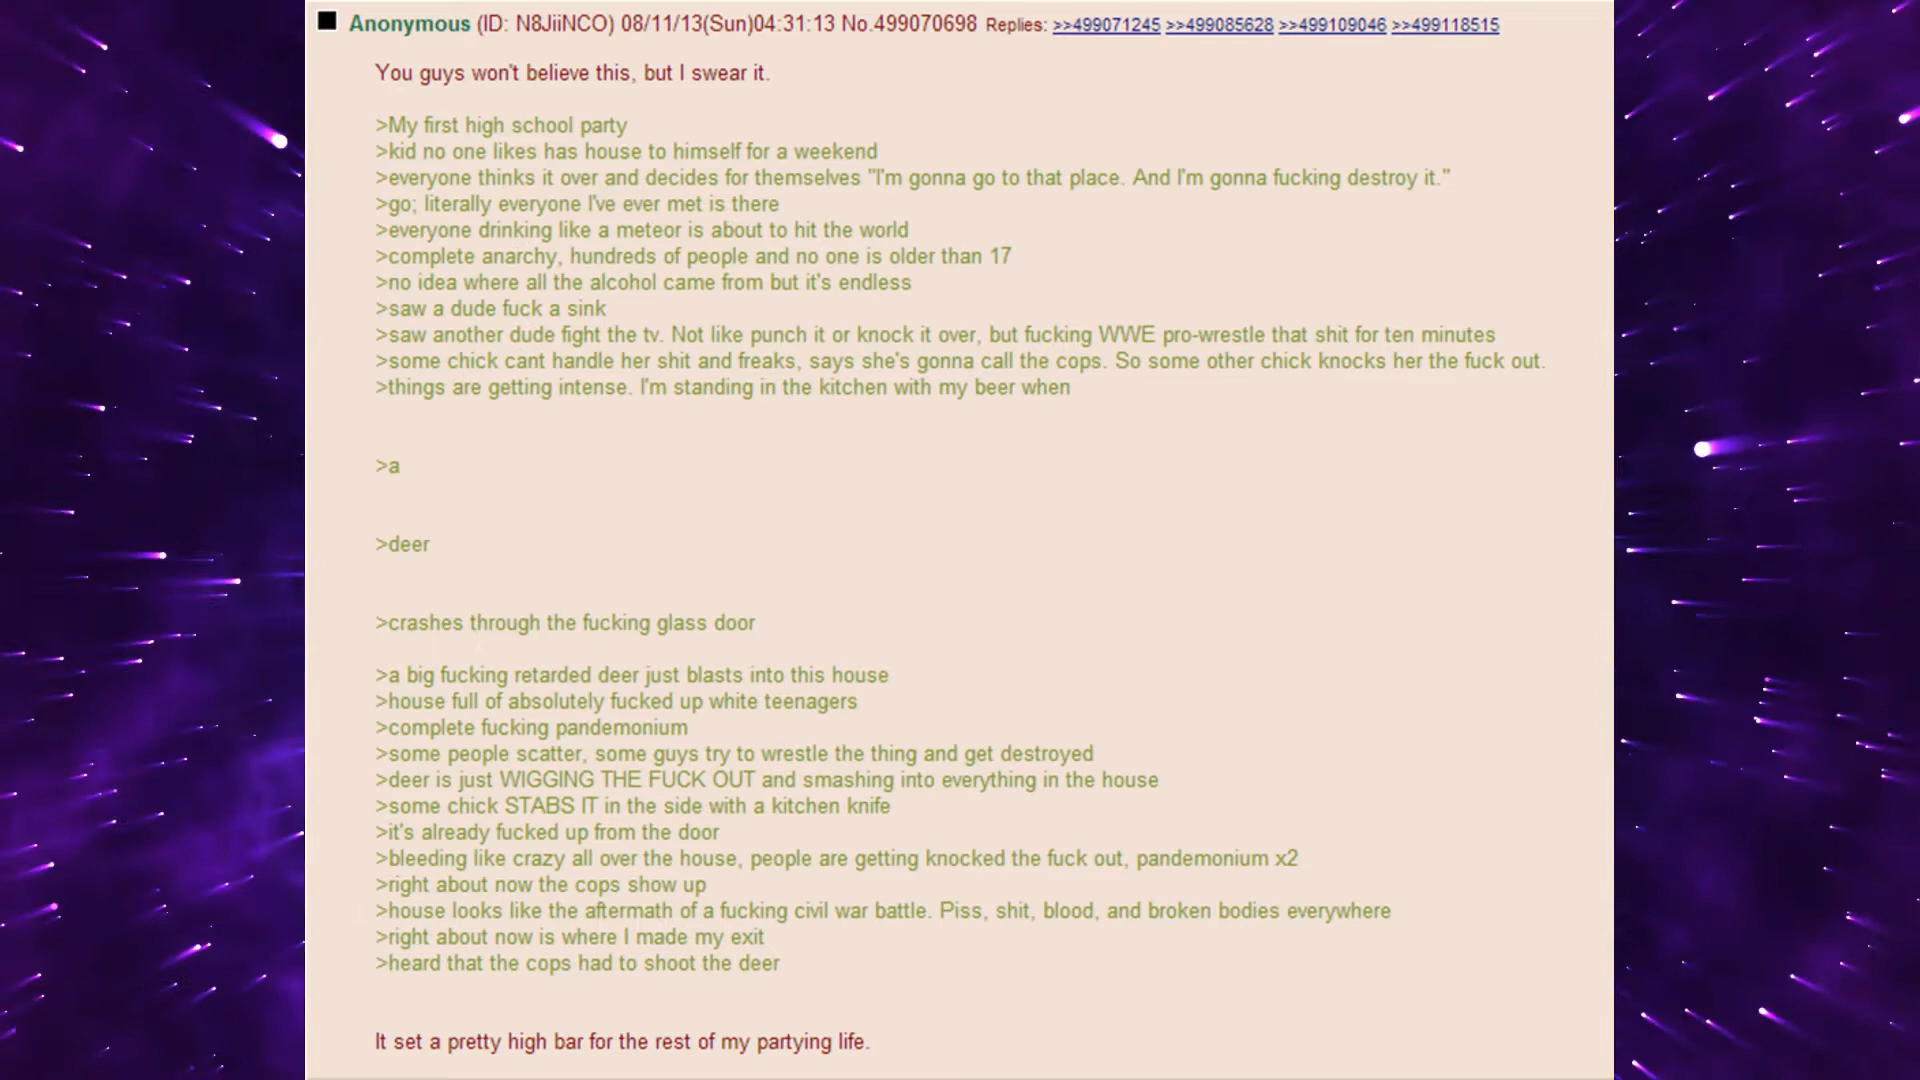 Anonymous (ID: N8JiiNCO) 08/11/13(Sun)04:31:13 No.499070698 Replies: >>499071245 >>499085628 >>499109046 >>499118515
You guys won't believe this, but I swear it.
>My first high school party
>kid no one likes has house to himself for a weekend
>everyone thinks it over and decides for themselves "I'm gonna go to that place. And I'm gonna fucking destroy it."
>go; literally everyone I've ever met is there
>everyone drinking like a meteor is about to hit the world
>complete anarchy, hundreds of people and no one is older than 17
>no idea where all the alcohol came from but it's endless
>saw a dude fuck a sink
>saw another dude fight the tv. Not like punch it or knock it over, but fucking WWE pro-wrestle that shit for ten minutes
>some chick cant handle her shit and freaks, says she's gonna call the cops. So some other chick knocks her the fuck out.
>things are getting intense. I'm standing in the kitchen with my beer when
>a
>deer
>crashes through the fucking glass door
>a big fucking retarded deer just blasts into this house
>house full of absolutely fucked up white teenagers
>complete fucking pandemonium
>some people scatter, some guys try to wrestle the thing and get destroyed
>deer is just WIGGING THE FUCK OUT and smashing into everything in the house
>some chick STABS IT in the side with a kitchen knife
>it's already fucked up from the door
>bleeding like crazy all over the house, people are getting knocked the fuck out, pandemonium x2
>right about now the cops show up
>house looks like the aftermath of a fucking civil war battle. Piss, shit, blood, and broken bodies everywhere
>right about now is where I made my exit
>heard that the cops had to shoot the deer
It set a pretty high bar for the rest of my partying life.